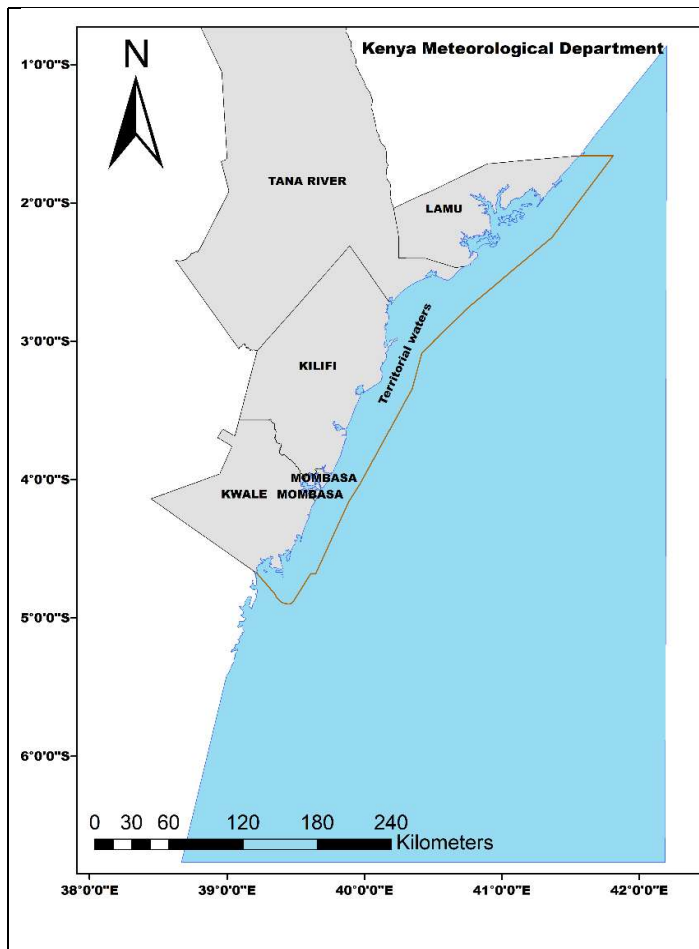 Kenya Meteorological Department
N
1°0'0"S
2°0'0"S
3°0'0"S
4°0'0"S
5°0'0"S
6°0'0"S
TANA RIVER
LAMU
Territorial waters
KILIFI
MOMBASA
KWALE MOMBASA
0 30 60 120 180 240
Kilometers
38°0'0"E 39°0'0"E 40°0'0"E 41°0'0"E 42°0'0"E